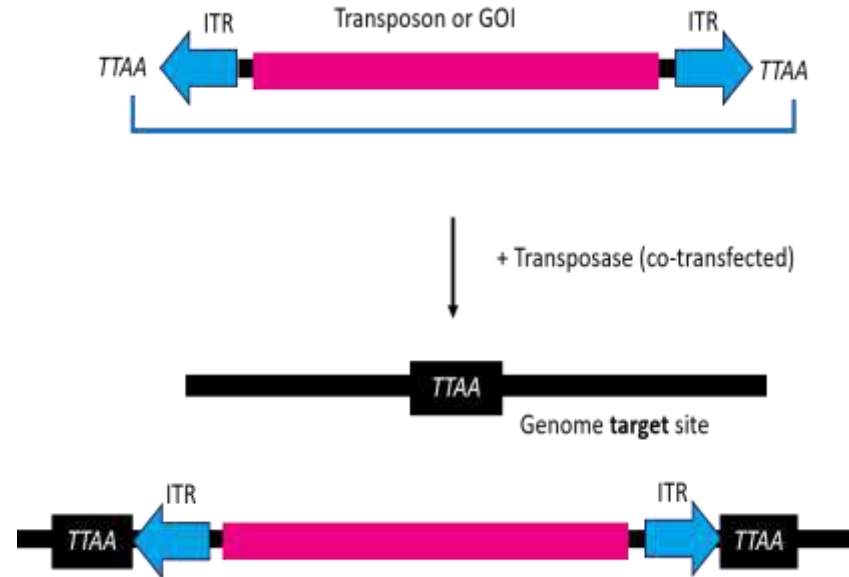 ITR Transposon or GOI ITR
TTAA TTAA
+ Transposase (co-transfected)
TTAA
Genome target site
ITR ITR
TTAA TTAA